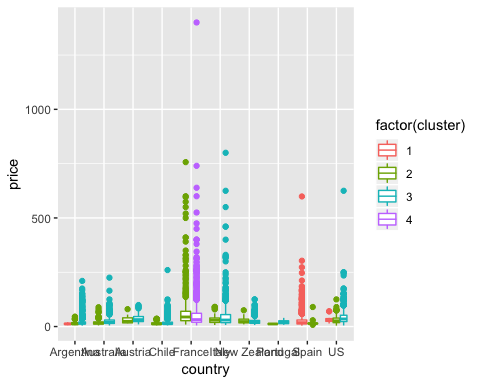 price
1000
500
0
Argentina Australia Austria Chile France Italy New Zealand Portugal Spain US
country
factor(cluster)
1
2
3
4